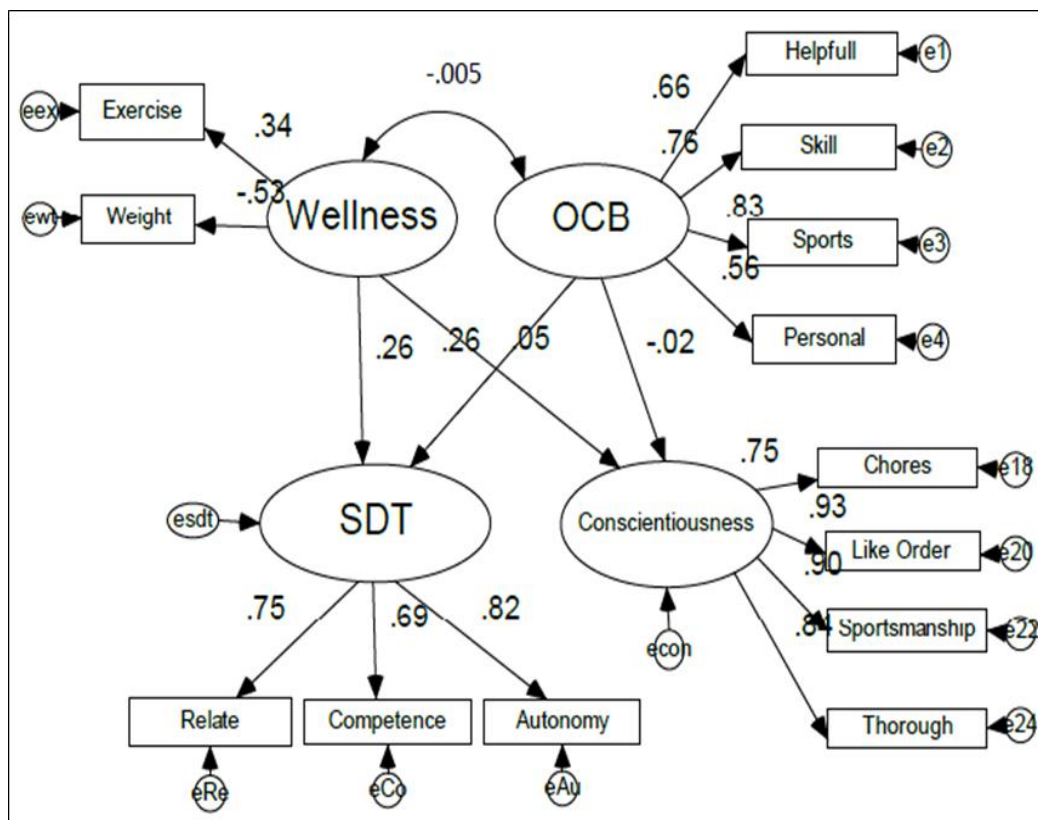 Helpfull
e1
-.005
Exercise
eex
.34
.66
.76
Skill
e2
-.53
Wellness
OCB
Weight
ewt
.83
Sports
e3
.56
Personal
e4
.26
.26
.05
-.02
.75
Chores
e18
.93
SDT
esdt
Conscientiousness
Like Order
e20
.90
.75
.69
.82
.84
Sportsmanship
e22
econ
Relate
Competence
Autonomy
Thorough
e24
eRe
eCo
eAu